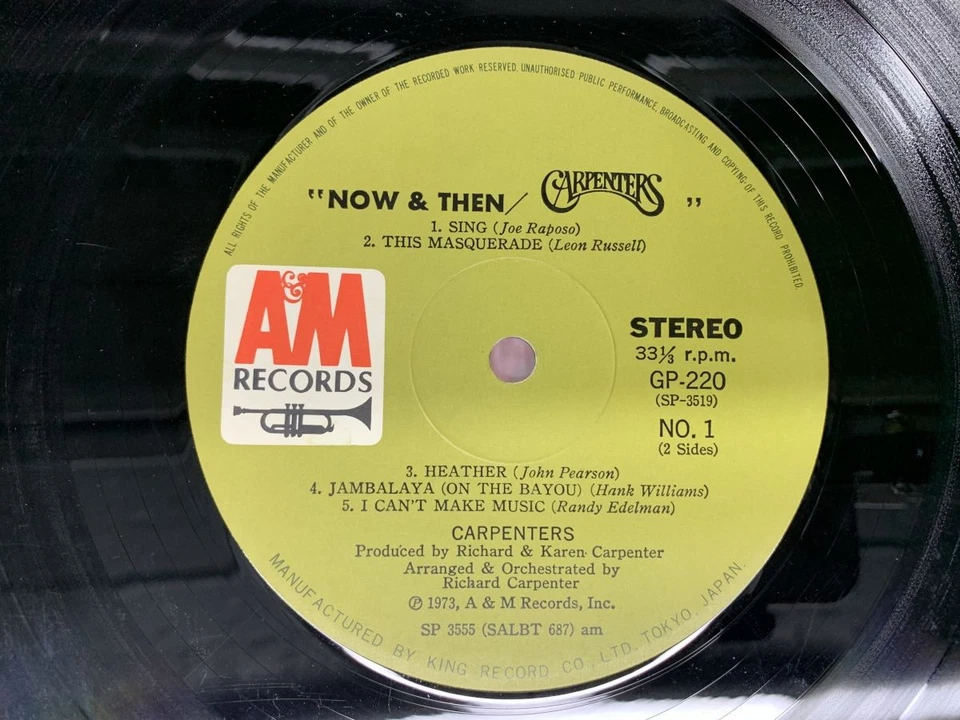 ALL RIGHTS OF THE MANUFACTURER AND OF THE OWNER OF THE RECORDED WORK RESERVED. UNAUTHORISED PUBLIC PERFORMANCE, BROADCASTING AND COPYING OF THIS RECORD PROHIBITED.
"NOW & THEN/ CARPENTERS"
1. SING (Joe Raposo)
2. THIS MASQUERADE (Leon Russell)
A&M
RECORDS
STEREO
33⅓ r.p.m.
GP-220
(SP-3519)
NO. 1
(2 Sides)
3. HEATHER (John Pearson)
4. JAMBALAYA (ON THE BAYOU) (Hank Williams)
5. I CAN'T MAKE MUSIC (Randy Edelman)
CARPENTERS
Produced by Richard & Karen Carpenter
Arranged & Orchestrated by
Richard Carpenter
℗ 1973, A & M Records, Inc.
SP 3555 (SALBT 687) am
MANUFACTURED BY KING RECORD CO., LTD. TOKYO, JAPAN.